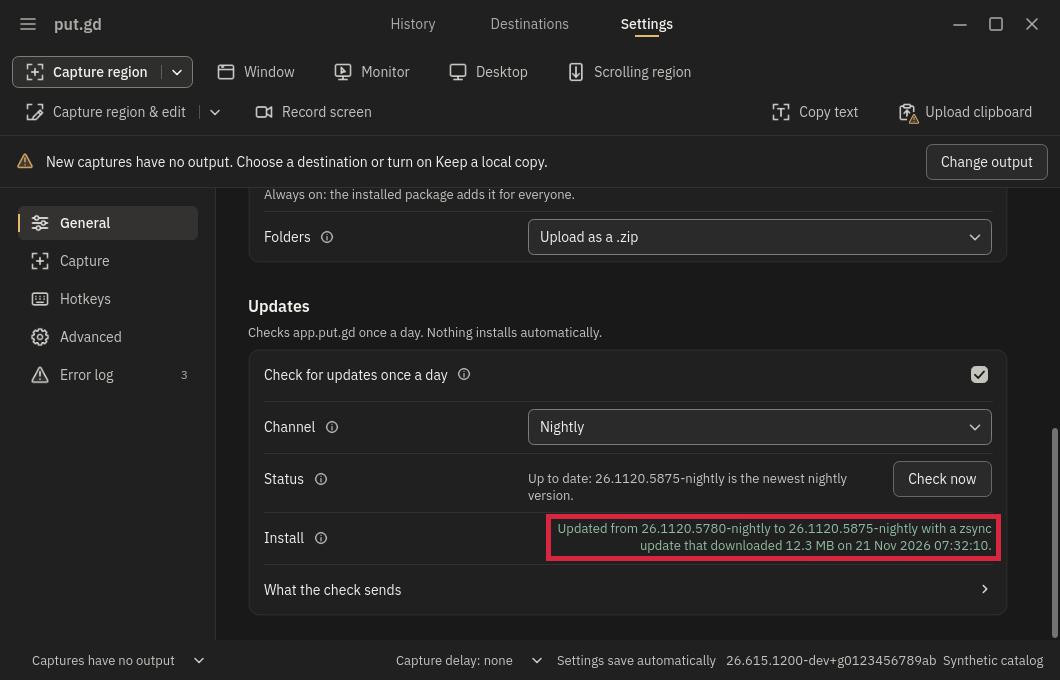 put.gd
History
Destinations
Settings
Capture region
Window
Monitor
Desktop
Scrolling region
Capture region & edit
Record screen
Copy text
Upload clipboard
New captures have no output. Choose a destination or turn on Keep a local copy.
Change output
General
Capture
Hotkeys
Advanced
Error log
3
Always on: the installed package adds it for everyone.
Folders
Upload as a .zip
Updates
Checks app.put.gd once a day. Nothing installs automatically.
Check for updates once a day
Channel
Nightly
Status
Up to date: 26.1120.5875-nightly is the newest nightly
version.
Check now
Install
Updated from 26.1120.5780-nightly to 26.1120.5875-nightly with a zsync
update that downloaded 12.3 MB on 21 Nov 2026 07:32:10.
What the check sends
Captures have no output
Capture delay: none
Settings save automatically
26.615.1200-dev+g0123456789ab
Synthetic catalog